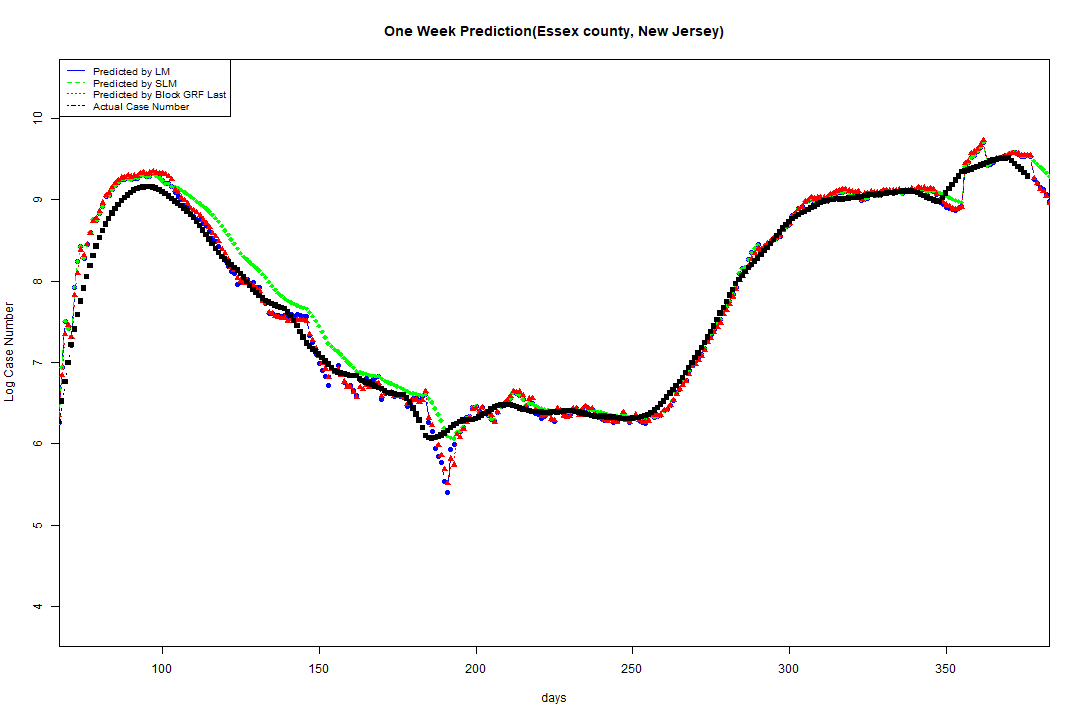 One Week Prediction(Essex county, New Jersey)
Predicted by LM
Predicted by SLM
Predicted by Block GRF Last
Actual Case Number
Log Case Number
10
9
8
7
6
5
4
100 150 200 250 300 350
days